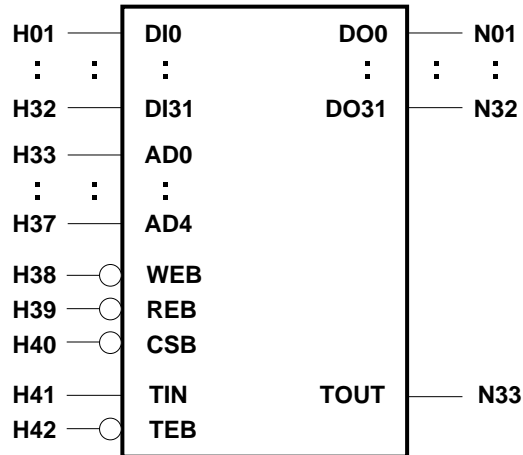 H01 DI0 DO0 N01
: : : : : :
H32 DI31 DO31 N32
H33 AD0
: : :
H37 AD4
H38 WEB
H39 REB
H40 CSB
H41 TIN TOUT N33
H42 TEB